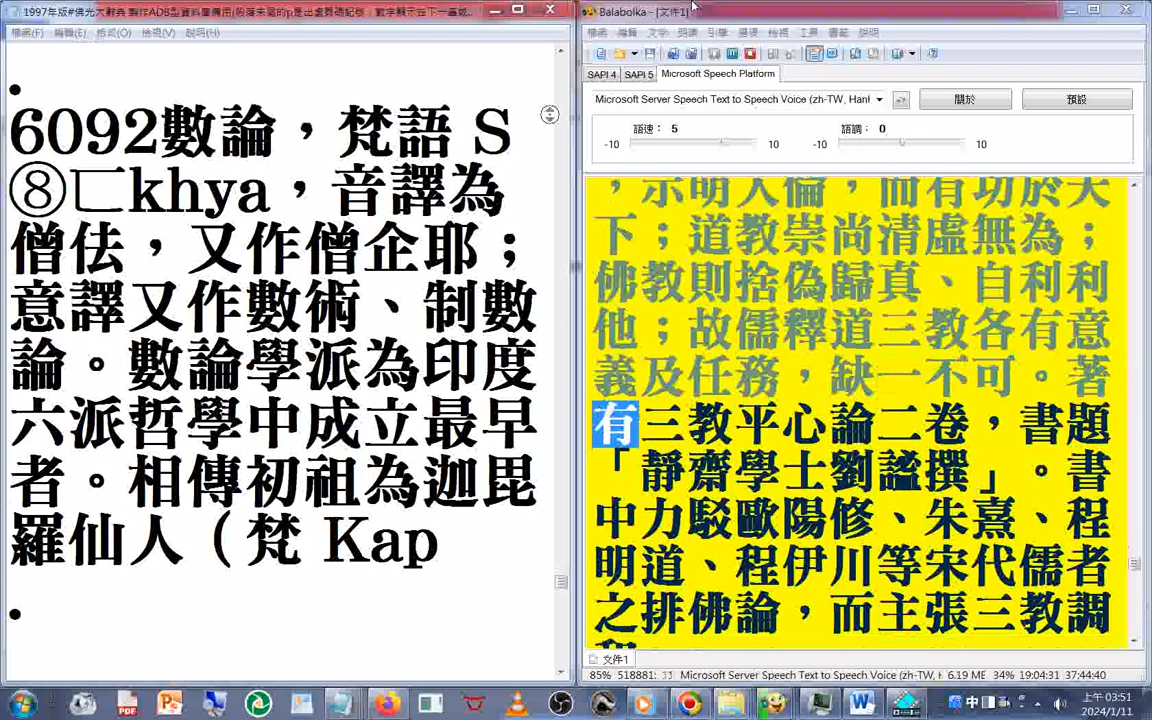 1997年版#佛光大辭典
檔案(F) 編輯(E) 格式(O) 檢視(V) 說明(H)
6092數論，梵語 S
⑧匚khya，音譯為
僧佉，又作僧企耶；
意譯又作數術、制數
論。數論學派為印度
六派哲學中成立最早
者。相傳初祖為迦毘
羅仙人（梵 Kap
Balabolka - [文件1]
SAPI 4 SAPI 5 Microsoft Speech Platform
Microsoft Server Speech Text to Speech Voice (zh-TW, Hanl
關於 預設
語速： 5 語調： 0
-10 10 -10 10
，示明人倫，而有功於天
下；道教崇尚清虛無為；
佛教則捨偽歸真、自利利
他；故儒釋道三教各有意
義及任務，缺一不可。著
有三教平心論二卷，書題
「靜齋學士劉謐撰」。書
中力駁歐陽修、朱熹、程
明道、程伊川等宋代儒者
之排佛論，而主張三教調
文件1
85% Microsoft Server Speech Text to Speech Voice (zh-TW, H 6.19 ME 34% 19:04:31 37:44:40
中
上午 03:51
2024/1/11